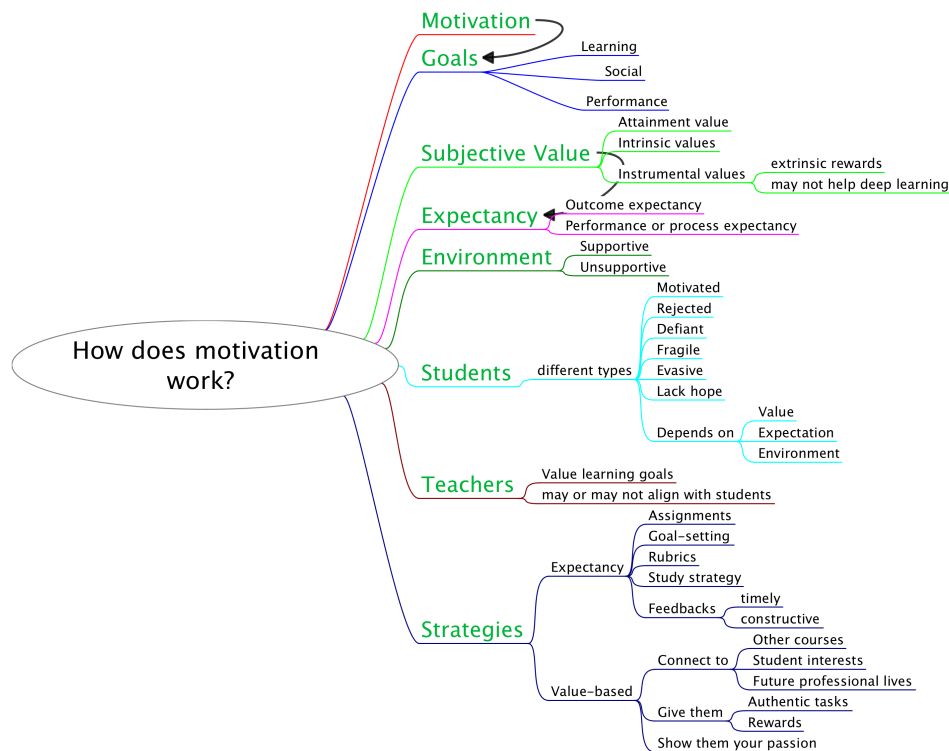 How does motivation
work?
Motivation
Goals
Learning
Social
Performance
Subjective Value
Attainment value
Intrinsic values
Instrumental values
extrinsic rewards
may not help deep learning
Expectancy
Outcome expectancy
Performance or process expectancy
Environment
Supportive
Unsupportive
Students
different types
Motivated
Rejected
Defiant
Fragile
Evasive
Lack hope
Depends on
Value
Expectation
Environment
Teachers
Value learning goals
may or may not align with students
Strategies
Expectancy
Assignments
Goal-setting
Rubrics
Study strategy
Feedbacks
timely
constructive
Value-based
Connect to
Other courses
Student interests
Future professional lives
Give them
Authentic tasks
Rewards
Show them your passion